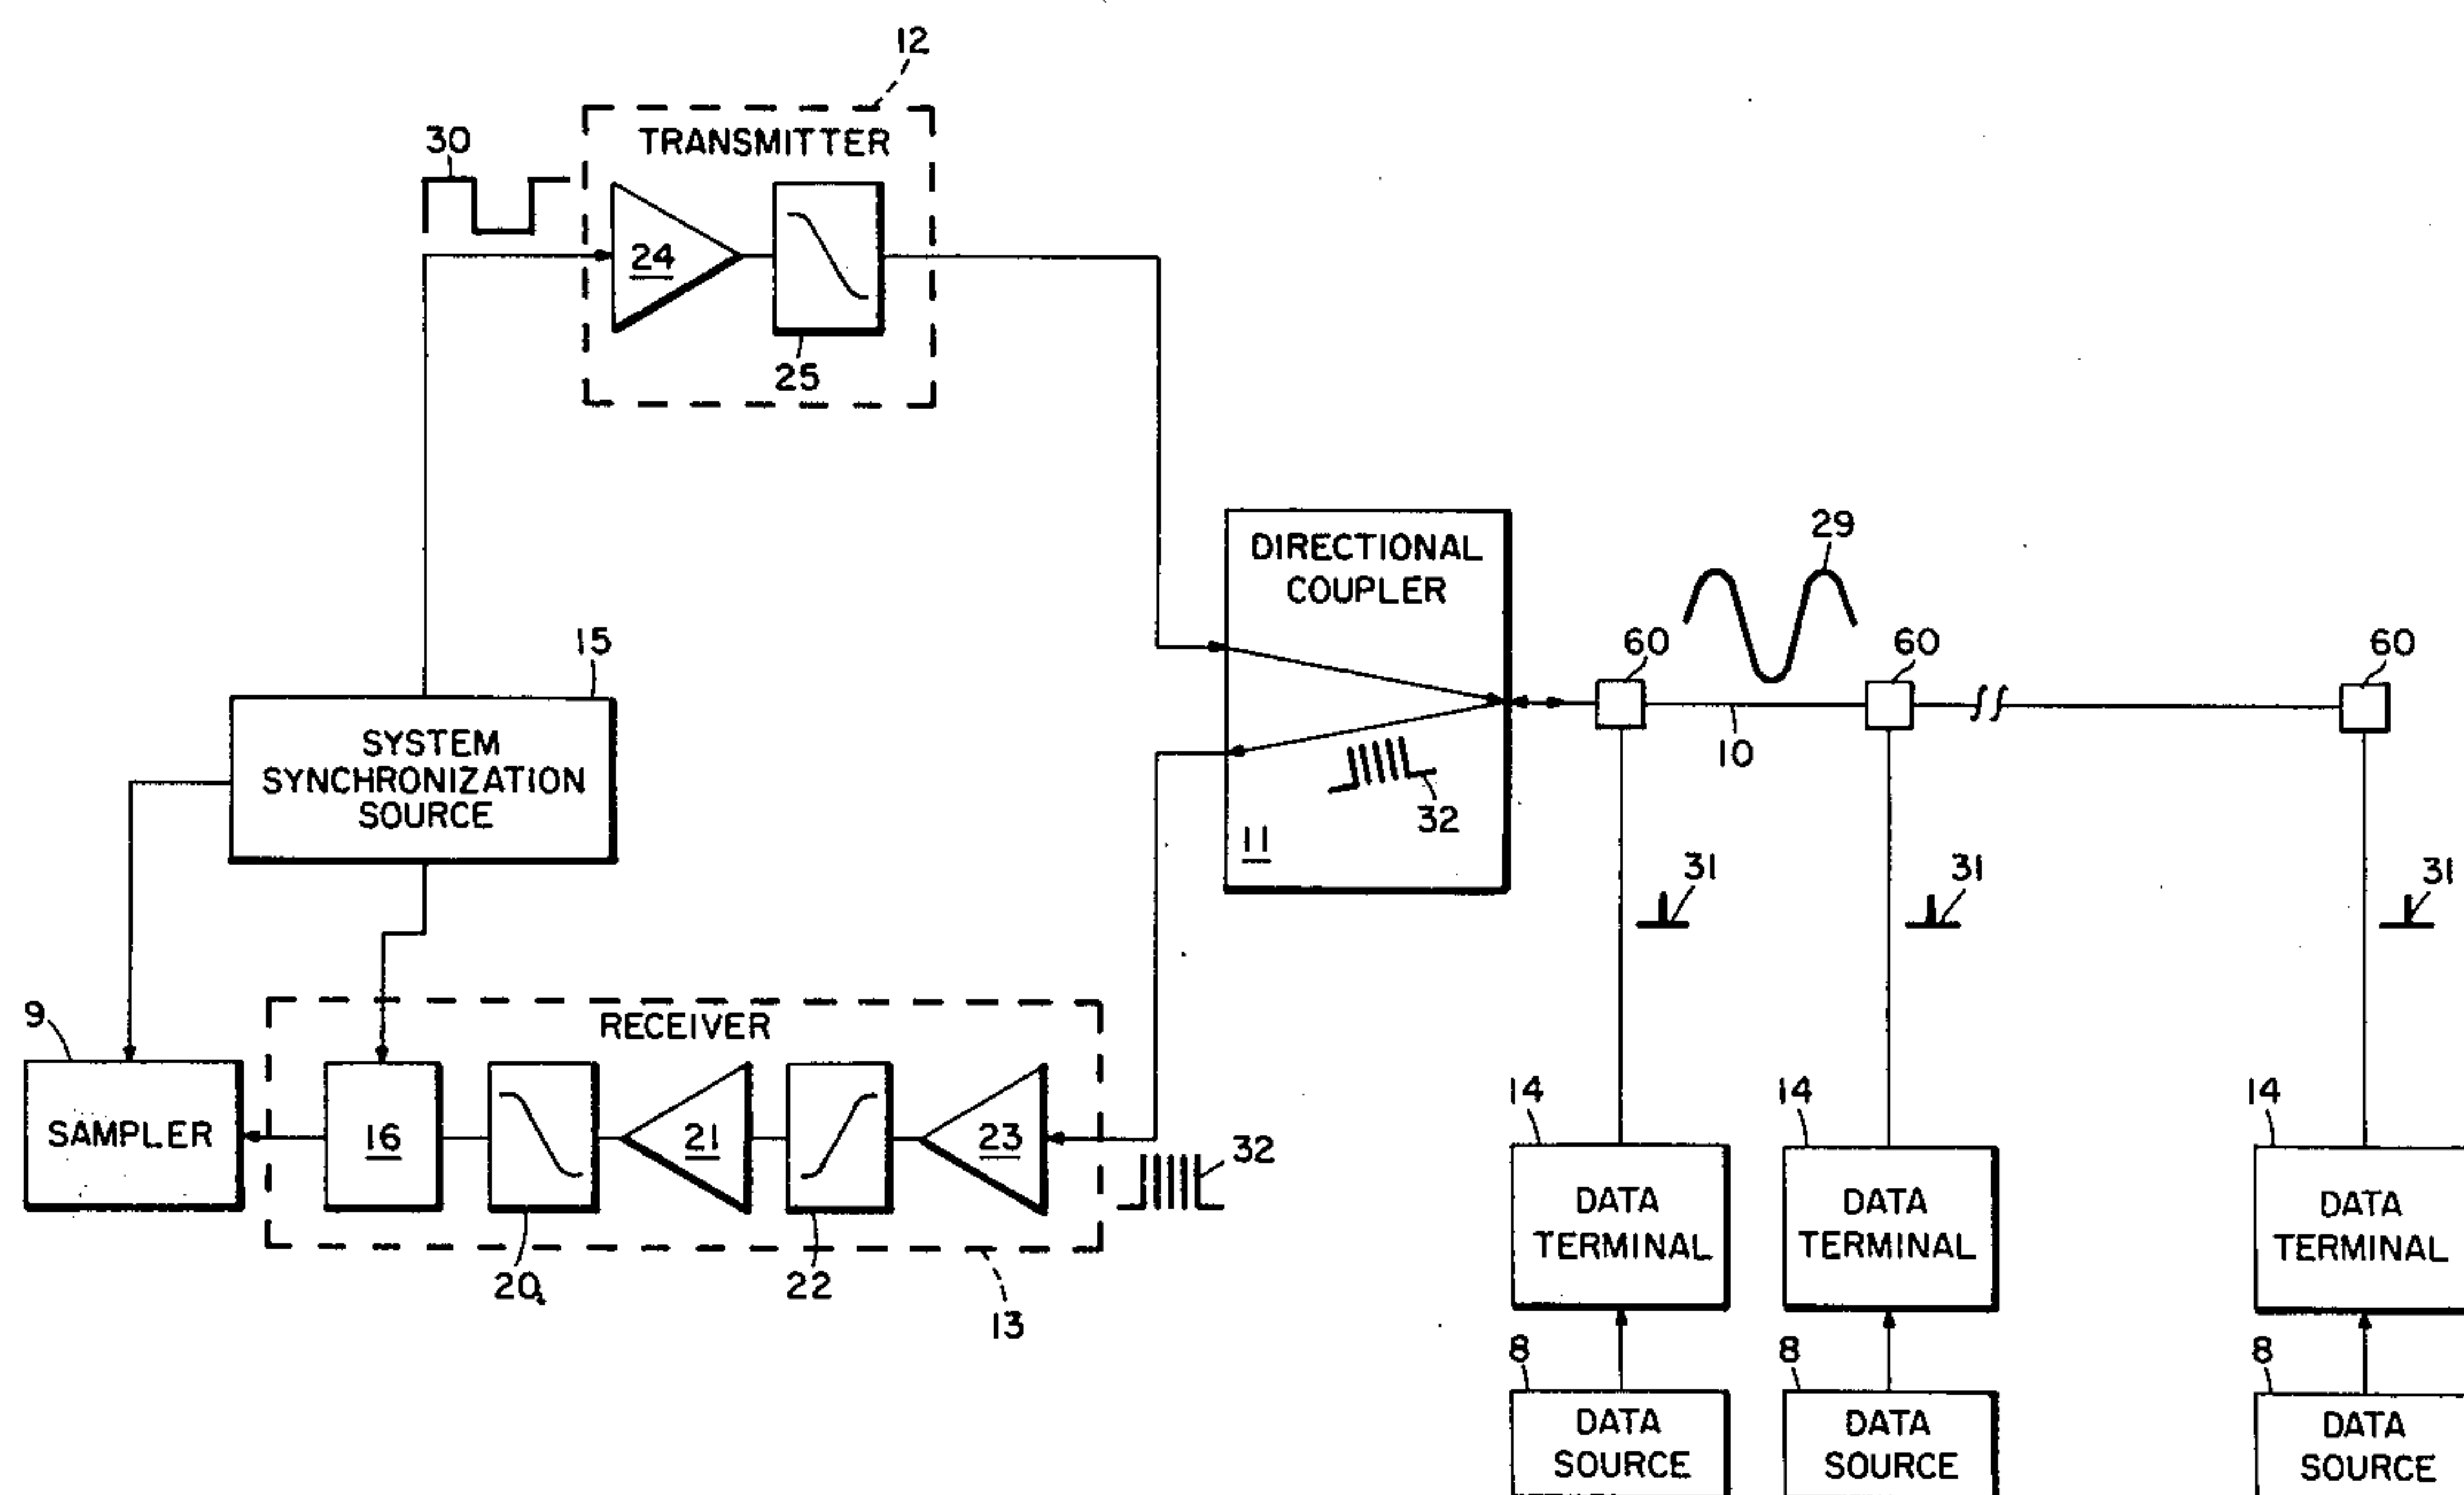 12
30
TRANSMITTER
24
25
DIRECTIONAL
COUPLER
29
15
60
60
60
SYSTEM
SYNCHRONIZATION
SOURCE
10
32
11
31
31
31
9
RECEIVER
SAMPLER
16
21
23
32
14
14
14
DATA
TERMINAL
DATA
TERMINAL
DATA
TERMINAL
20
22
13
8
8
8
DATA
SOURCE
DATA
SOURCE
DATA
SOURCE